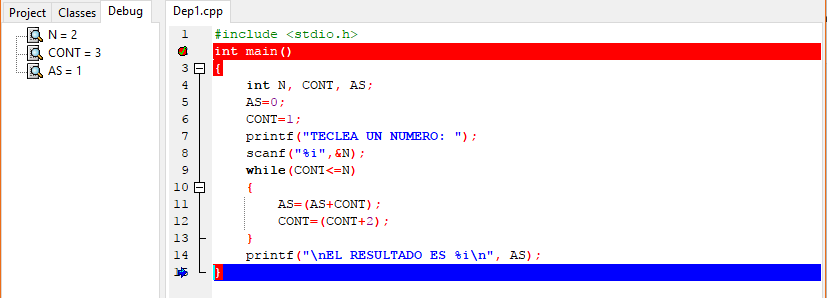 Project Classes Debug
N = 2
CONT = 3
AS = 1
Dep1.cpp
1 #include <stdio.h>
int main()
3 {
4 int N, CONT, AS;
5 AS=0;
6 CONT=1;
7 printf("TECLEA UN NUMERO: ");
8 scanf("%i",&N);
9 while(CONT<=N)
10 {
11 AS=(AS+CONT);
12 CONT=(CONT+2);
13 }
14 printf("\nEL RESULTADO ES %i\n", AS);
15 }